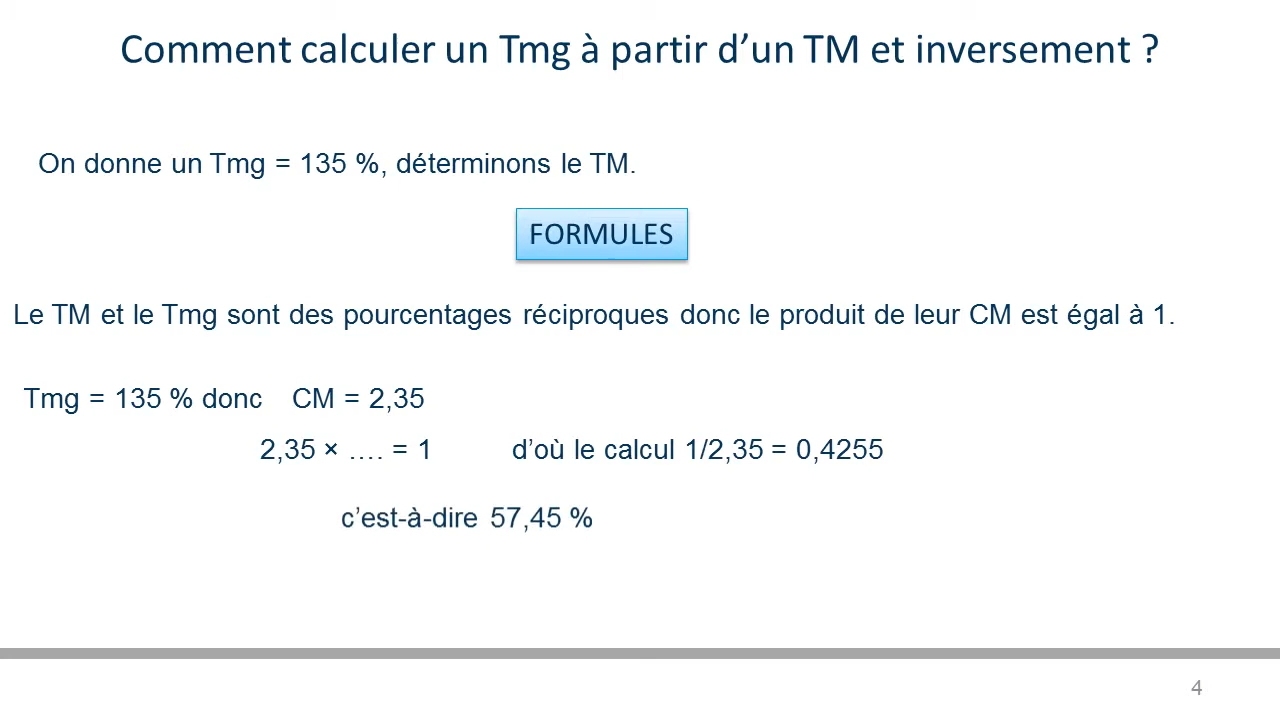 Comment calculer un Tmg à partir d’un TM et inversement ?
On donne un Tmg = 135 %, déterminons le TM.
FORMULES
Le TM et le Tmg sont des pourcentages réciproques donc le produit de leur CM est égal à 1.
Tmg = 135 % donc CM = 2,35
2,35 × …. = 1 d’où le calcul 1/2,35 = 0,4255
c’est-à-dire 57,45 %
4